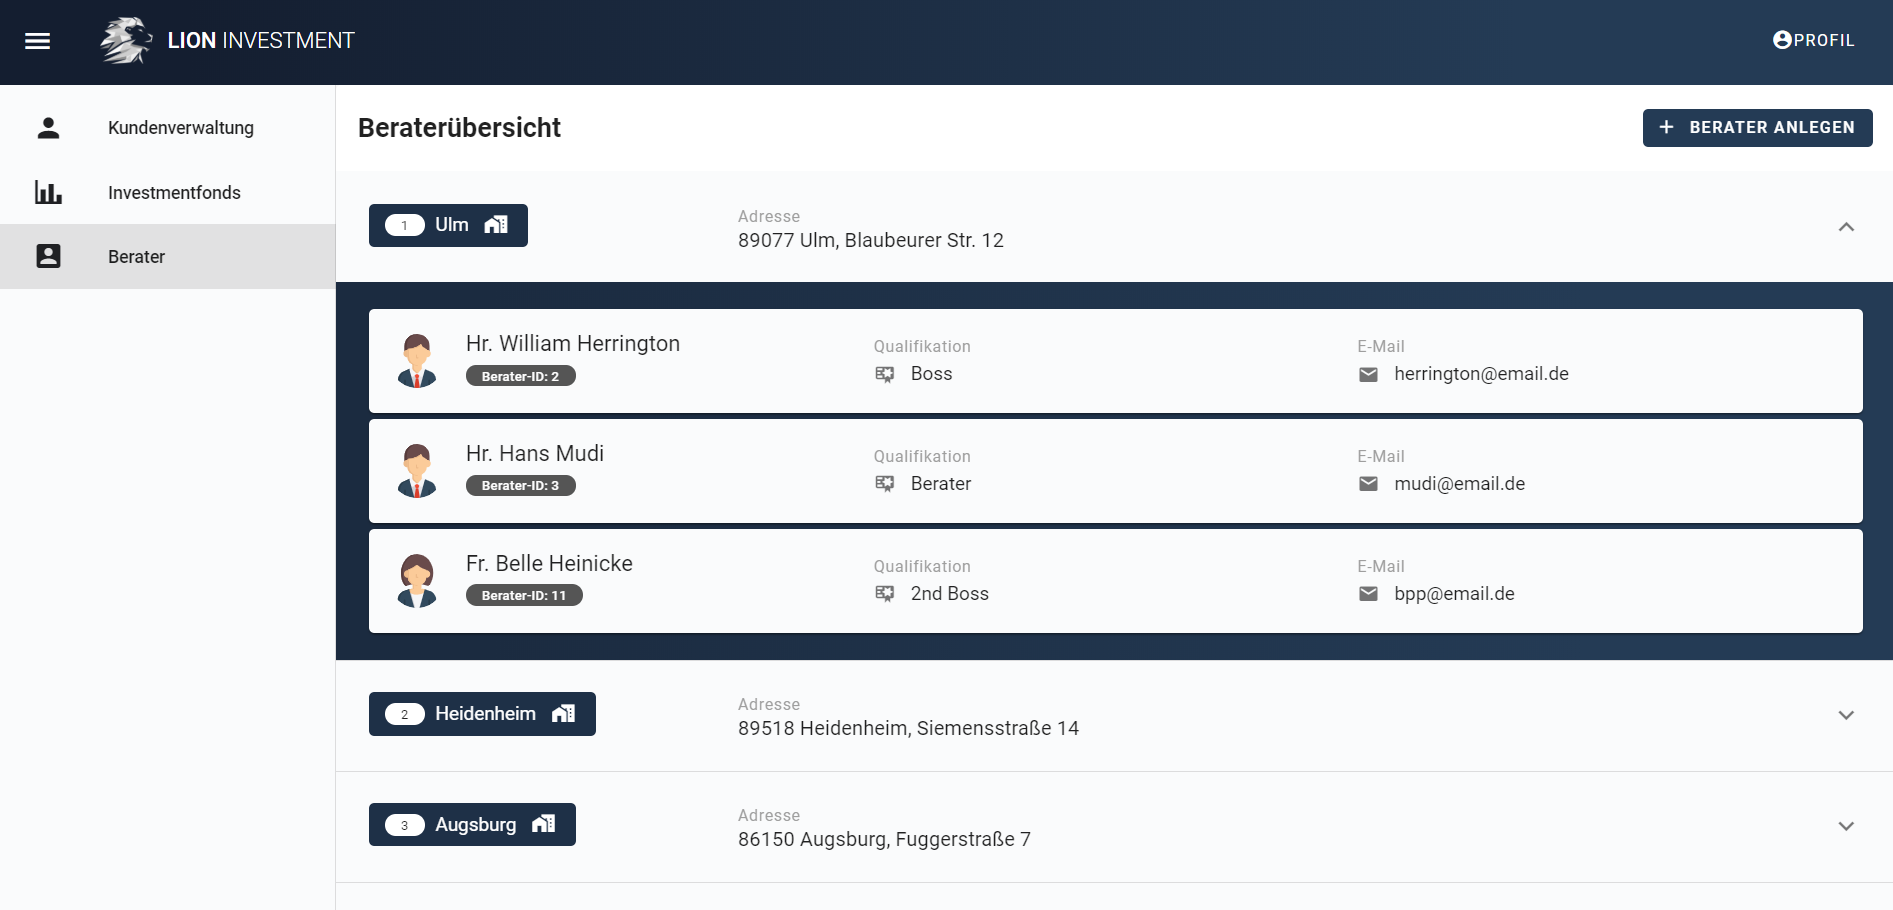 LION INVESTMENT
PROFIL
Kundenverwaltung
Investmentfonds
Berater
Beraterübersicht
+ BERATER ANLEGEN
1 Ulm
Adresse
89077 Ulm, Blaubeurer Str. 12
Hr. William Herrington
Berater-ID: 2
Qualifikation
Boss
E-Mail
herrington@email.de
Hr. Hans Mudi
Berater-ID: 3
Qualifikation
Berater
E-Mail
mudi@email.de
Fr. Belle Heinicke
Berater-ID: 11
Qualifikation
2nd Boss
E-Mail
bpp@email.de
2 Heidenheim
Adresse
89518 Heidenheim, Siemensstraße 14
3 Augsburg
Adresse
86150 Augsburg, Fuggerstraße 7